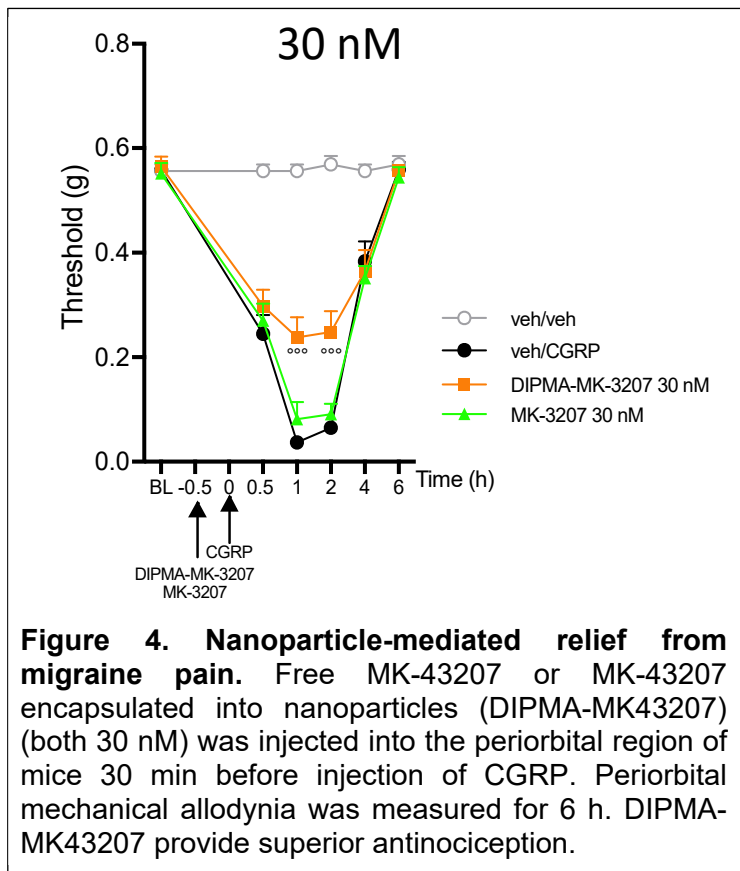 30 nM
0.8
0.6
0.4
0.2
0.0
Threshold (g)
°°° °°°
veh/veh
veh/CGRP
DIPMA-MK-3207 30 nM
MK-3207 30 nM
BL -0.5 0 0.5 1 2 4 6 Time (h)
CGRP
DIPMA-MK-3207
MK-3207
Figure 4. Nanoparticle-mediated relief from
migraine pain. Free MK-43207 or MK-43207
encapsulated into nanoparticles (DIPMA-MK43207)
(both 30 nM) was injected into the periorbital region of
mice 30 min before injection of CGRP. Periorbital
mechanical allodynia was measured for 6 h. DIPMA-
MK43207 provide superior antinociception.